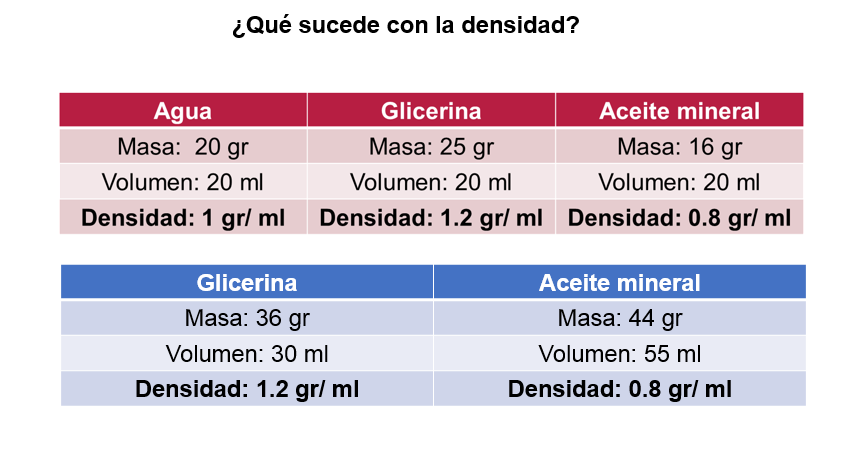 ¿Qué sucede con la densidad?
Agua Glicerina Aceite mineral
Masa: 20 gr Masa: 25 gr Masa: 16 gr
Volumen: 20 ml Volumen: 20 ml Volumen: 20 ml
Densidad: 1 gr/ ml Densidad: 1.2 gr/ ml Densidad: 0.8 gr/ ml
Glicerina Aceite mineral
Masa: 36 gr Masa: 44 gr
Volumen: 30 ml Volumen: 55 ml
Densidad: 1.2 gr/ ml Densidad: 0.8 gr/ ml